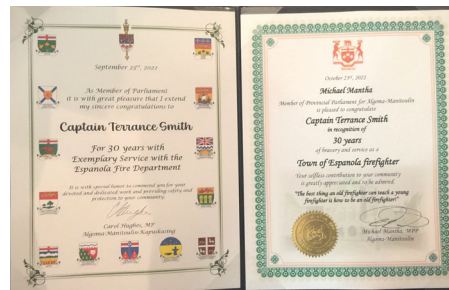 September 25th, 2022
As Member of Parliament
it is with great pleasure that I extend
my sincere congratulations to
Captain Terrance Smith
For 30 years with
Exemplary Service with the
Espanola Fire Department
It is with special honor to commend you for your
devoted and dedicated work and providing safety and
protection to your community.
Carol Hughes, MP
Algoma-Manitoulin-Kapuskasing
October 23rd, 2022
Michael Mantha
Member of Provincial Parliament for Algoma-Manitoulin
is pleased to congratulate
Captain Terrance Smith
in recognition of
30 years
of bravery and service as a
Town of Espanola firefighter
Your selfless contribution to your community
is greatly appreciated and to be admired.
"The best thing an old firefighter can teach a young
firefighter is how to be an old firefighter!"
Michael Mantha, MPP
Algoma-Manitoulin